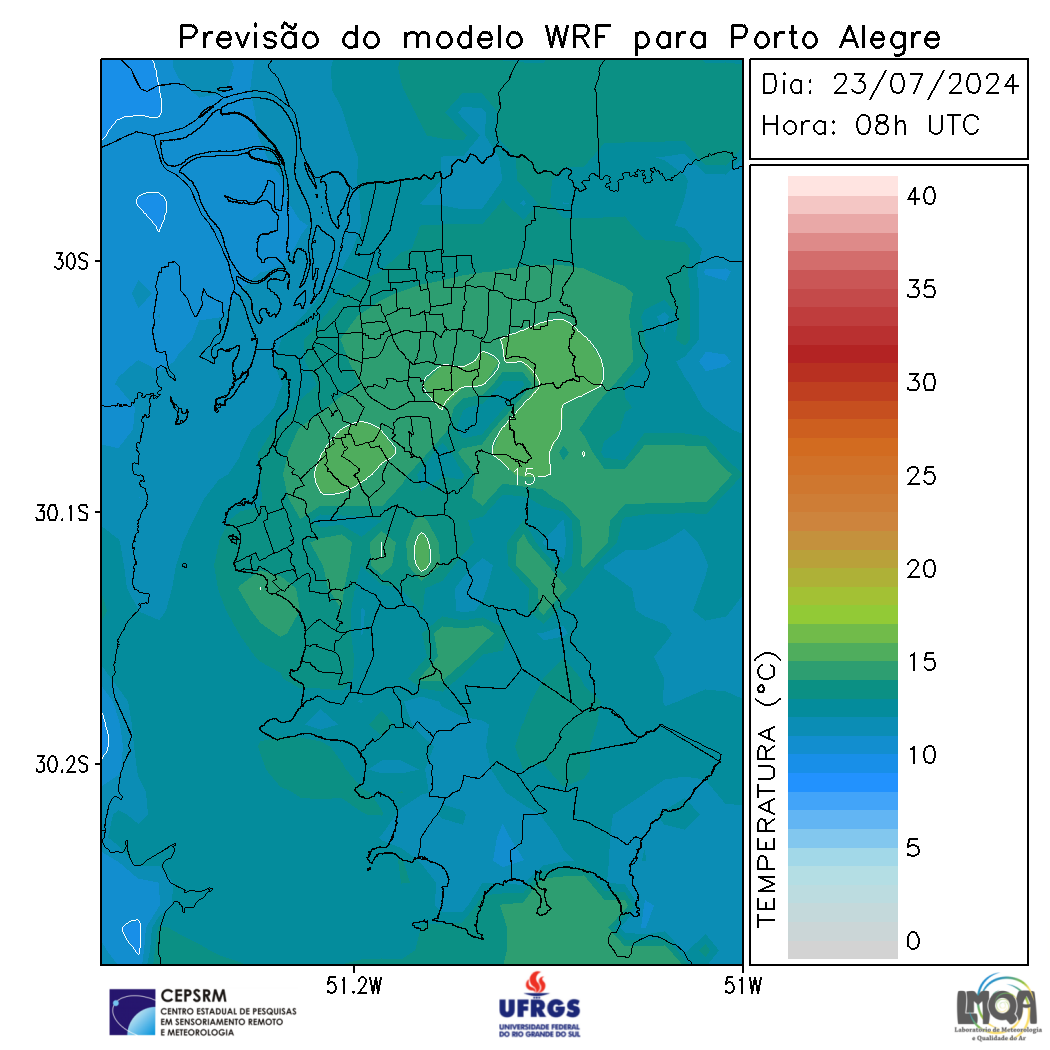 Previsão do modelo WRF para Porto Alegre
Dia: 23/07/2024
Hora: 08h UTC
30S
30.1S
30.2S
51.2W
51W
15
TEMPERATURA (°C)
40
35
30
25
20
15
10
5
0
CEPSRM
CENTRO ESTADUAL DE PESQUISAS
EM SENSORIAMENTO REMOTO
E METEOROLOGIA
UFRGS
UNIVERSIDADE FEDERAL
DO RIO GRANDE DO SUL
LMQA
Laboratório de Meteorologia
e Qualidade do Ar